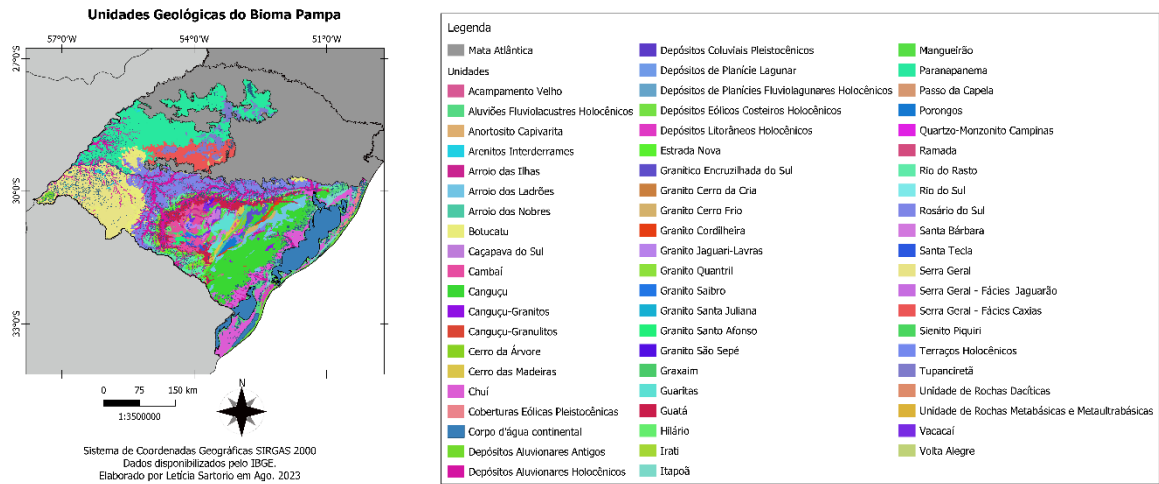 Unidades Geológicas do Bioma Pampa
57°0'S
54°0'S
51°0'S
27°0'S
30°0'S
33°0'S
N
0 75 150 km
1:3500000
Sistema de Coordenadas Geográficas SIRGAS 2000
Dados disponibilizados pelo IBGE.
Elaborado por Letícia Sartorio em Ago. 2023
Legenda
Mata Atlântica
Unidades
Acampamento Velho
Aluviões Fluviolacustres Holocênicos
Anortosito Capivarita
Arenitos Interderrames
Arroio das Ilhas
Arroio dos Ladrões
Arroio dos Nobres
Botucatu
Caçapava do Sul
Cambaí
Canguçu
Canguçu-Granitos
Canguçu-Granulitos
Cerro da Árvore
Cerro das Madeiras
Chuí
Coberturas Eólicas Pleistocênicas
Corpo d'água continental
Depósitos Aluvionares Antigos
Depósitos Aluvionares Holocênicos
Depósitos Coluviais Pleistocênicos
Depósitos de Planície Lagunar
Depósitos de Planícies Fluviolagunares Holocênicos
Depósitos Eólicos Costeiros Holocênicos
Depósitos Litorâneos Holocênicos
Estrada Nova
Granitico Encruzilhada do Sul
Granito Cerro da Cria
Granito Cerro Frio
Granito Cordilheira
Granito Jaguari-Lavras
Granito Quantril
Granito Saibro
Granito Santa Juliana
Granito Santo Afonso
Granito São Sepé
Graxaim
Guaritas
Guatá
Hilário
Irati
Itapoã
Mangueirão
Paranapanema
Passo da Capela
Porongos
Quartzo-Monzonito Campinas
Ramada
Rio do Rasto
Rio do Sul
Rosário do Sul
Santa Bárbara
Santa Tecla
Serra Geral
Serra Geral - Fácies Jaguarão
Serra Geral - Fácies Caxias
Sienito Piquiri
Terraços Holocênicos
Tupanciretã
Unidade de Rochas Dacíticas
Unidade de Rochas Metabásicas e Metaultrabásicas
Vacacaí
Volta Alegre